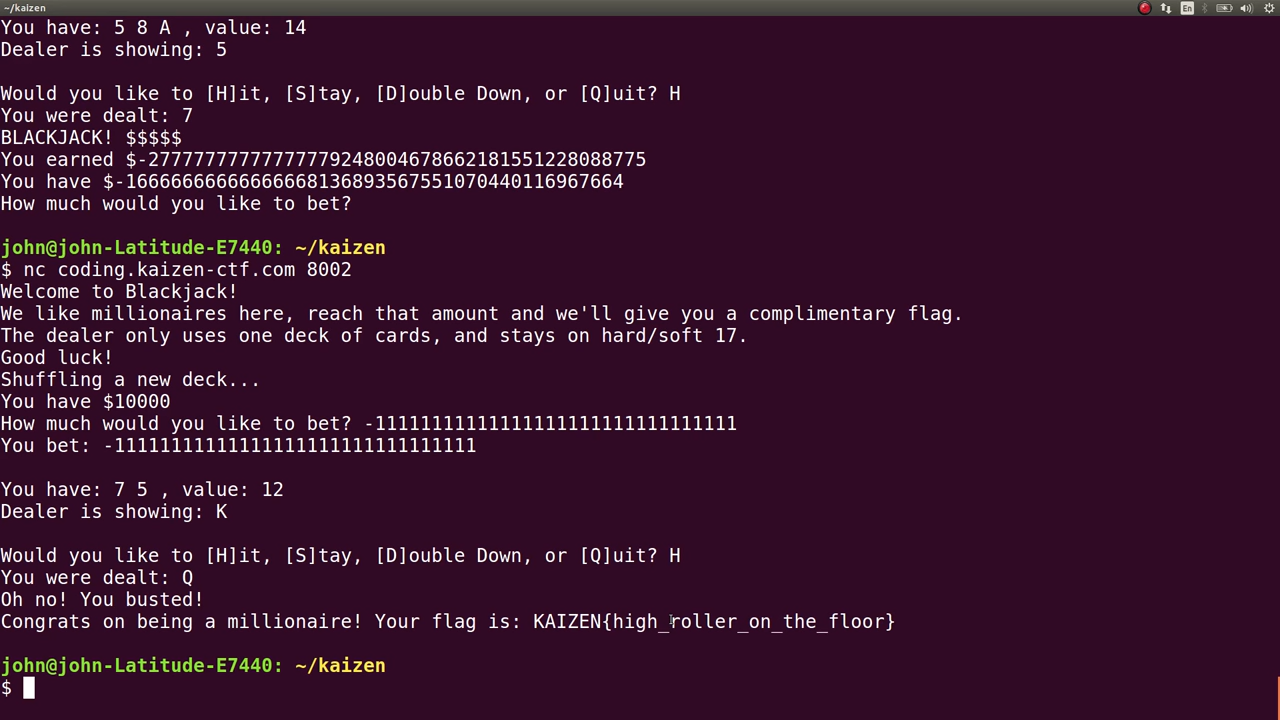 ~/kaizen
En
You have: 5 8 A , value: 14
Dealer is showing: 5
Would you like to [H]it, [S]tay, [D]ouble Down, or [Q]uit? H
You were dealt: 7
BLACKJACK! $$$$$
You earned $-2777777777777777924800467866218155122808877​5
You have $-166666666666666681368935675510704401169​67664
How much would you like to bet?
john@john-Latitude-E7440: ~/kaizen
$ nc coding.kaizen-ctf.com 8002
Welcome to Blackjack!
We like millionaires here, reach that amount and we'll give you a complimentary flag.
The dealer only uses one deck of cards, and stays on hard/soft 17.
Good luck!
Shuffling a new deck...
You have $10000
How much would you like to bet? -11111111111111111111111111111111
You bet: -11111111111111111111111111111111
You have: 7 5 , value: 12
Dealer is showing: K
Would you like to [H]it, [S]tay, [D]ouble Down, or [Q]uit? H
You were dealt: Q
Oh no! You busted!
Congrats on being a millionaire! Your flag is: KAIZEN{high_roller_on_the_floor}
john@john-Latitude-E7440: ~/kaizen
$